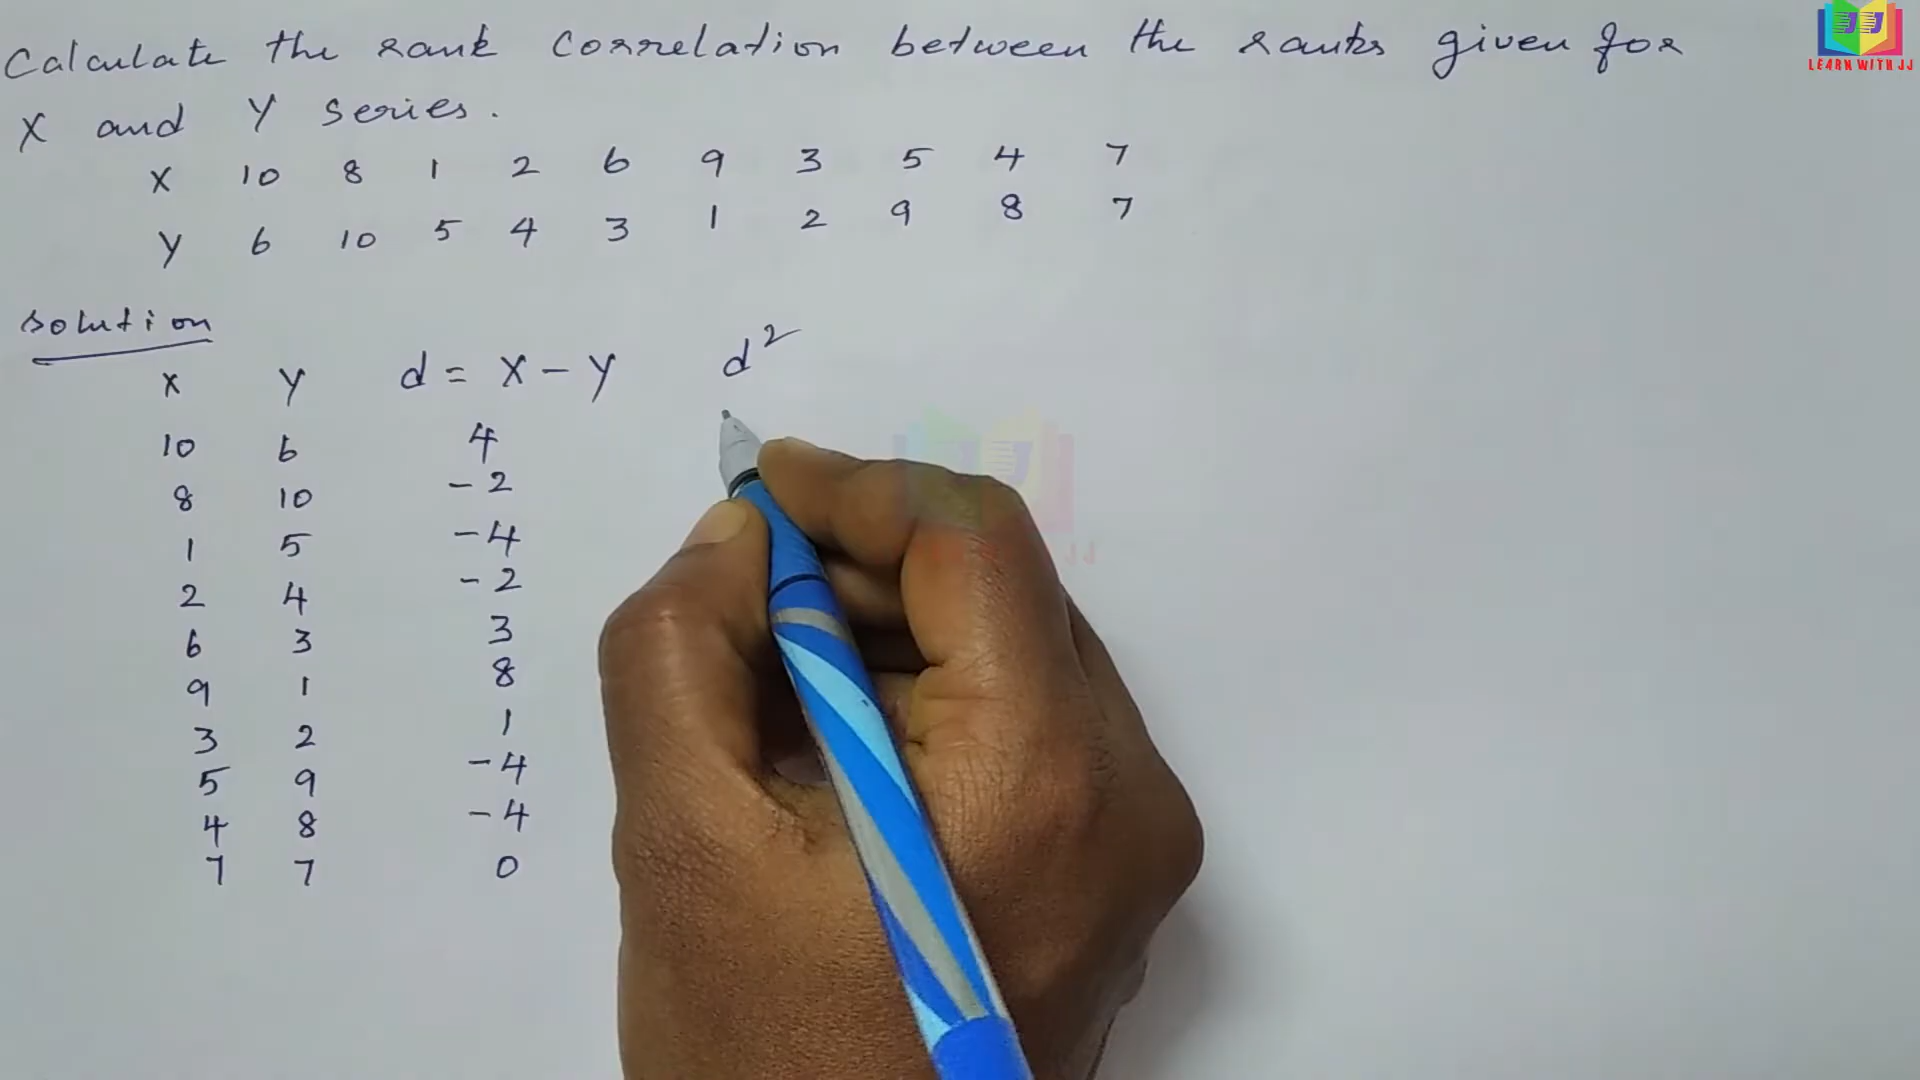 Calculate the rank correlation between the ranks given for
X and Y series.
X 10 8 1 2 6 9 3 5 4 7
Y 6 10 5 4 3 1 2 9 8 7
solution
X Y d = X - Y d²
10 6 4
8 10 -2
1 5 -4
2 4 -2
6 3 3
9 1 8
3 2 1
5 9 -4
4 8 -4
7 7 0
LEARN WITH JJ